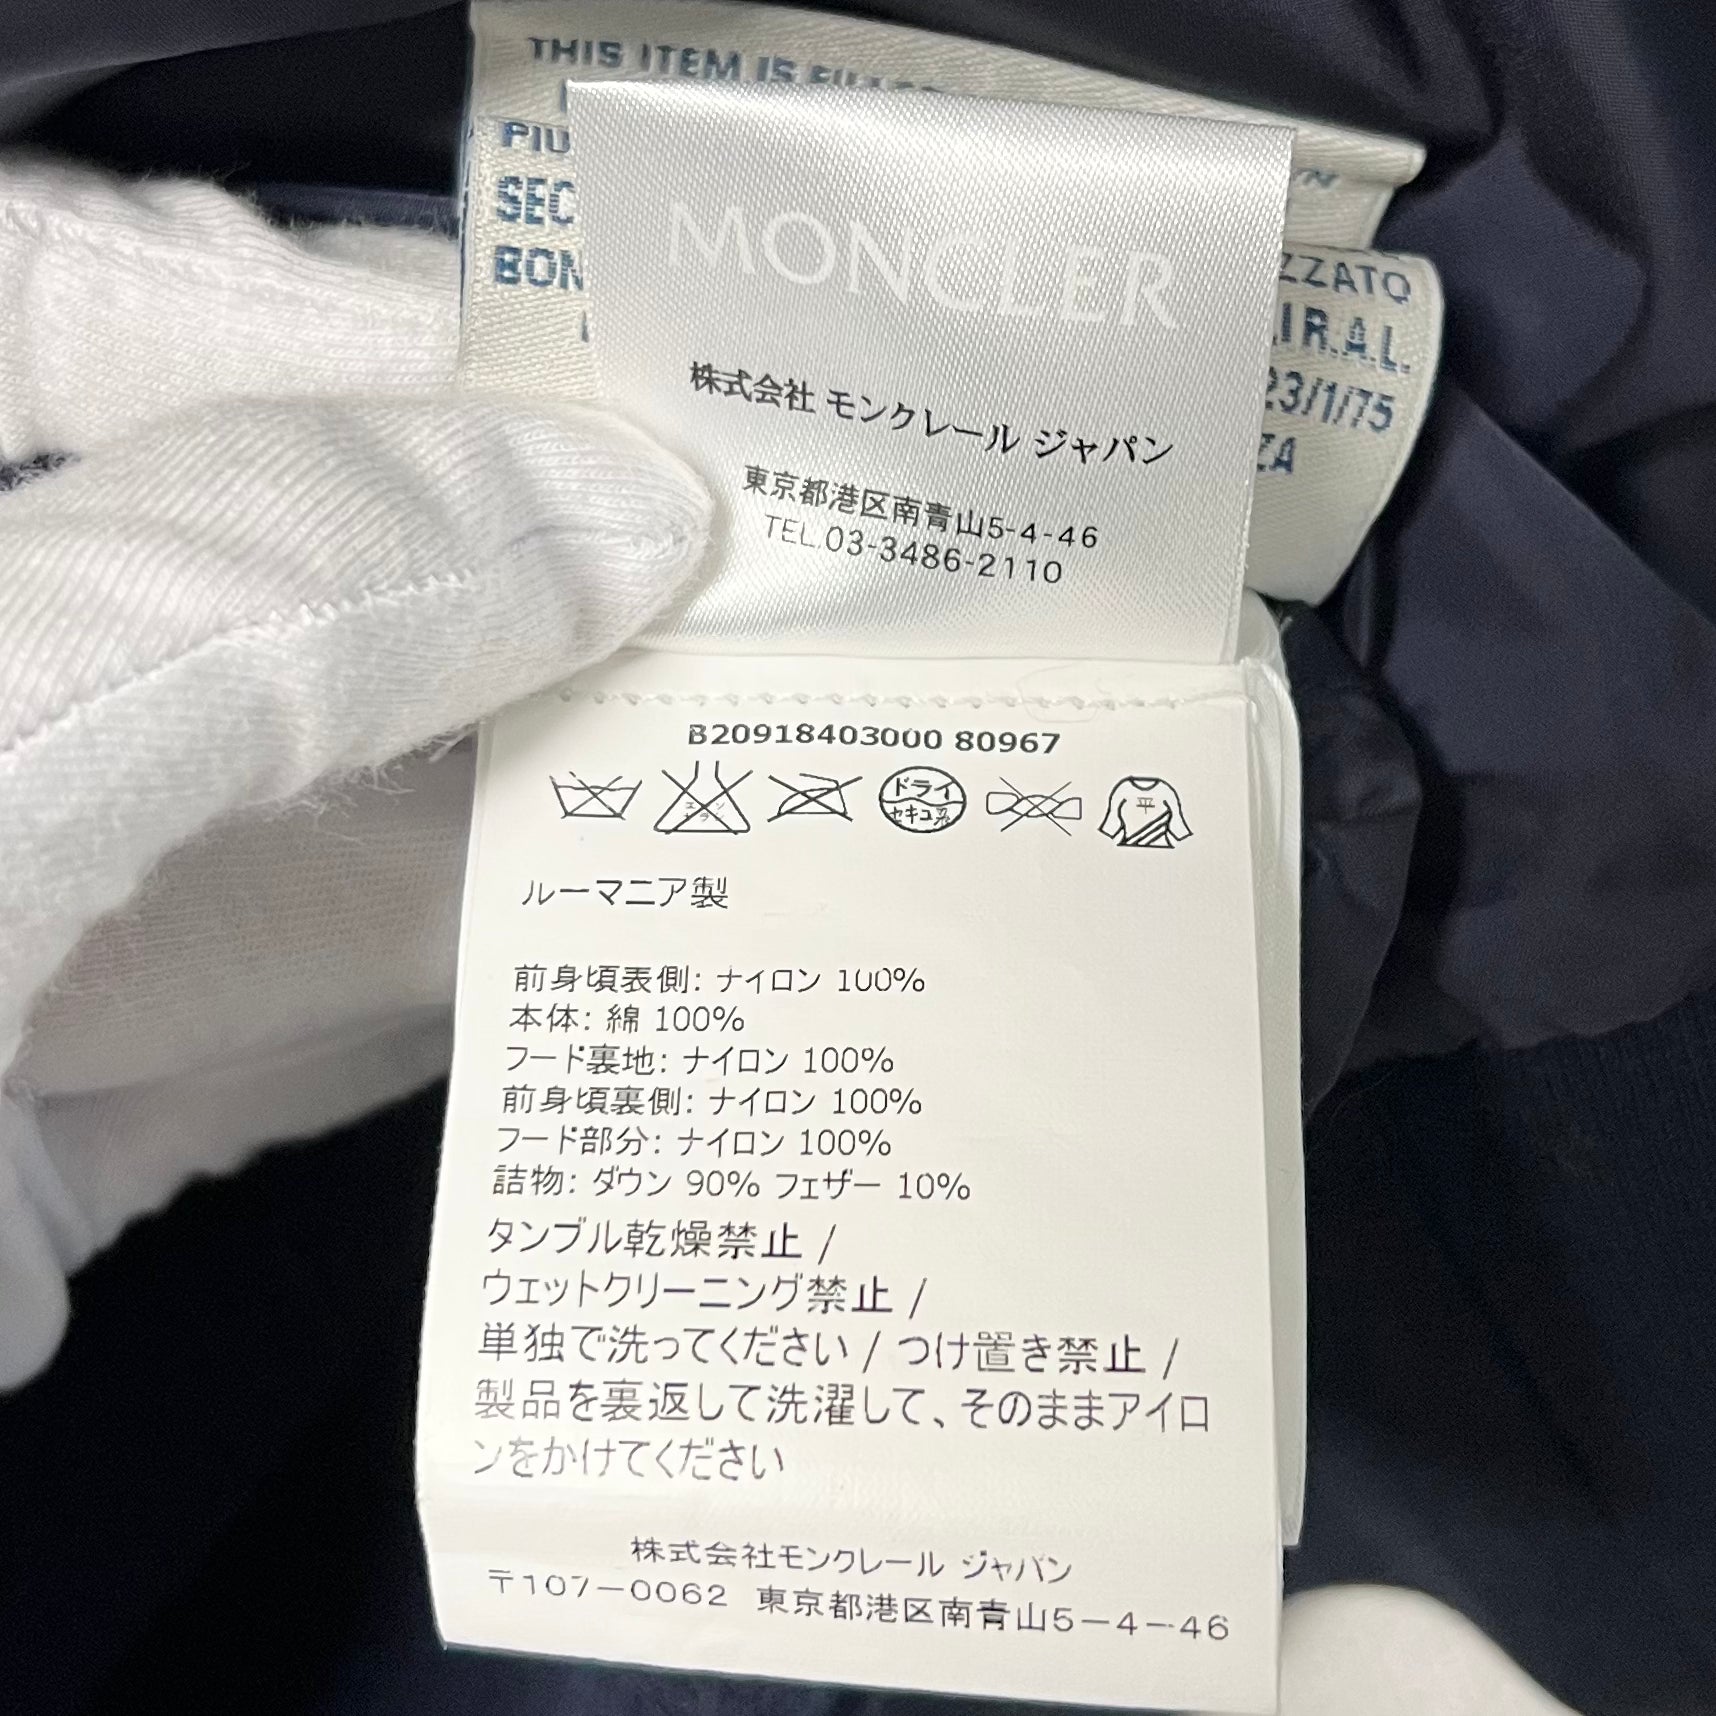 THIS ITEM IS
SEC
BON
ZZATO
R.A.L.
23/1/75
ZA
MONCLER
株式会社 モンクレール ジャパン
東京都港区南青山5-4-46
TEL.03-3486-2110
B20918403000 80967
ドライ
セキユ系
平
ルーマニア製
前身頃表側: ナイロン 100%
本体: 綿 100%
フード裏地: ナイロン 100%
前身頃裏側: ナイロン 100%
フード部分: ナイロン 100%
詰物: ダウン 90% フェザー 10%
タンブル乾燥禁止 /
ウェットクリーニング禁止 /
単独で洗ってください / つけ置き禁止 /
製品を裏返して洗濯して、そのままアイロ
ンをかけてください
株式会社モンクレール ジャパン
〒107-0062 東京都港区南青山5-4-46